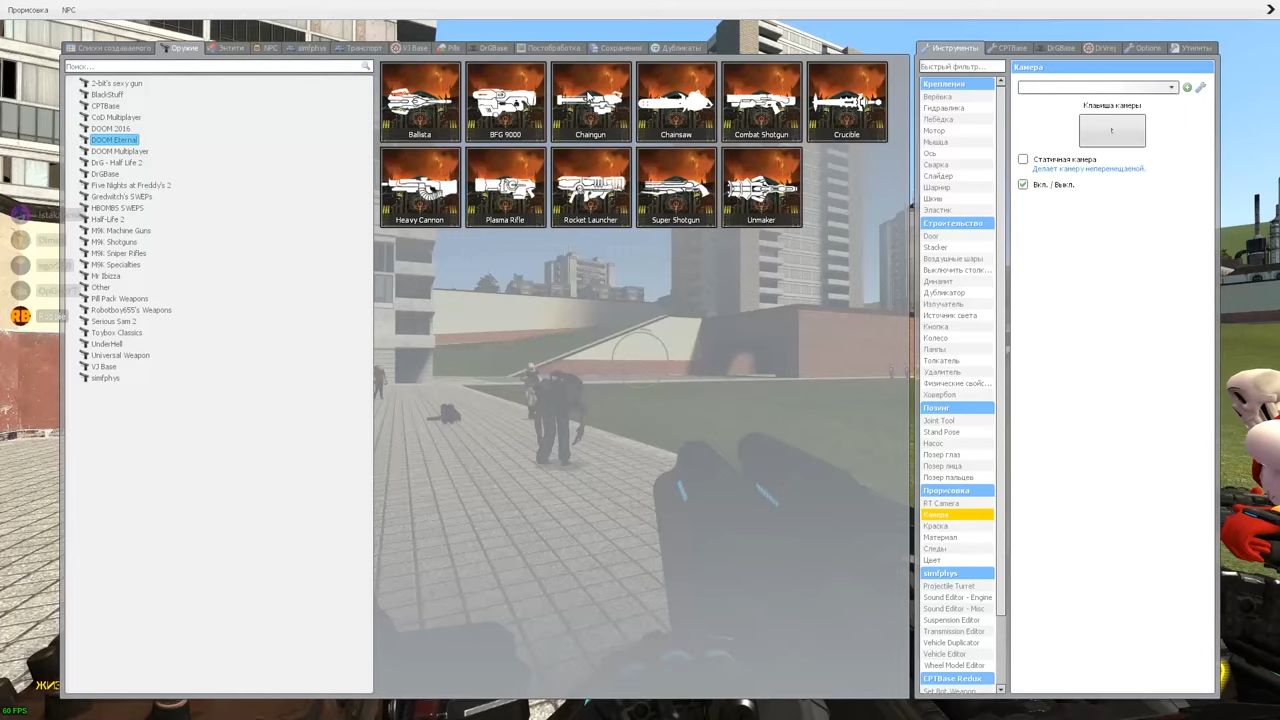 Прорисовка NPC
Списки создаваемого Оружие Энтети NPC simfphys Транспорт VJ Base Pills DrGBase Постобработка Сохранения Дубликаты
Поиск...
2-bit's sexy gun
BlackStuff
CPTBase
CoD Multiplayer
DOOM 2016
DOOM Eternal
DOOM Multiplayer
DrG - Half Life 2
DrGBase
Five Nights at Freddy's 2
Gredwitch's SWEPs
HBOMBS SWEPS
Half-Life 2
M9K Machine Guns
M9K Shotguns
M9K Sniper Rifles
M9K Specialties
Mr Ibizza
Other
Pill Pack Weapons
Robotboy655's Weapons
Serious Sam 2
Toybox Classics
UnderHell
Universal Weapon
VJ Base
simfphys
Ballista BFG 9000 Chaingun Chainsaw Combat Shotgun Crucible
Heavy Cannon Plasma Rifle Rocket Launcher Super Shotgun Unmaker
Инструменты CPTBase DrGBase DrVrej Options Утилиты
Быстрый фильтр...
Крепления
Верёвка
Гидравлика
Лебёдка
Мотор
Мышца
Ось
Сварка
Слайдер
Шарнир
Шкив
Эластик
Строительство
Door
Stacker
Воздушные шары
Выключить столк...
Динамит
Дубликатор
Излучатель
Источник света
Кнопка
Колесо
Лампы
Толкатель
Удалитель
Физические свойс...
Ховербол
Позинг
Joint Tool
Stand Pose
Насос
Позер глаз
Позер лица
Позер пальцев
Прорисовка
RT Camera
Камера
Краска
Материал
Следы
Цвет
simfphys
Projectile Turret
Sound Editor - Engine
Sound Editor - Misc
Suspension Editor
Transmission Editor
Vehicle Duplicator
Vehicle Editor
Wheel Model Editor
CPTBase Redux
Set Bot Weapon
Камера
Клавиша камеры
t
Статичная камера
Делает камеру неперемещаемой.
Вкл. / Выкл.
RB
60 FPS